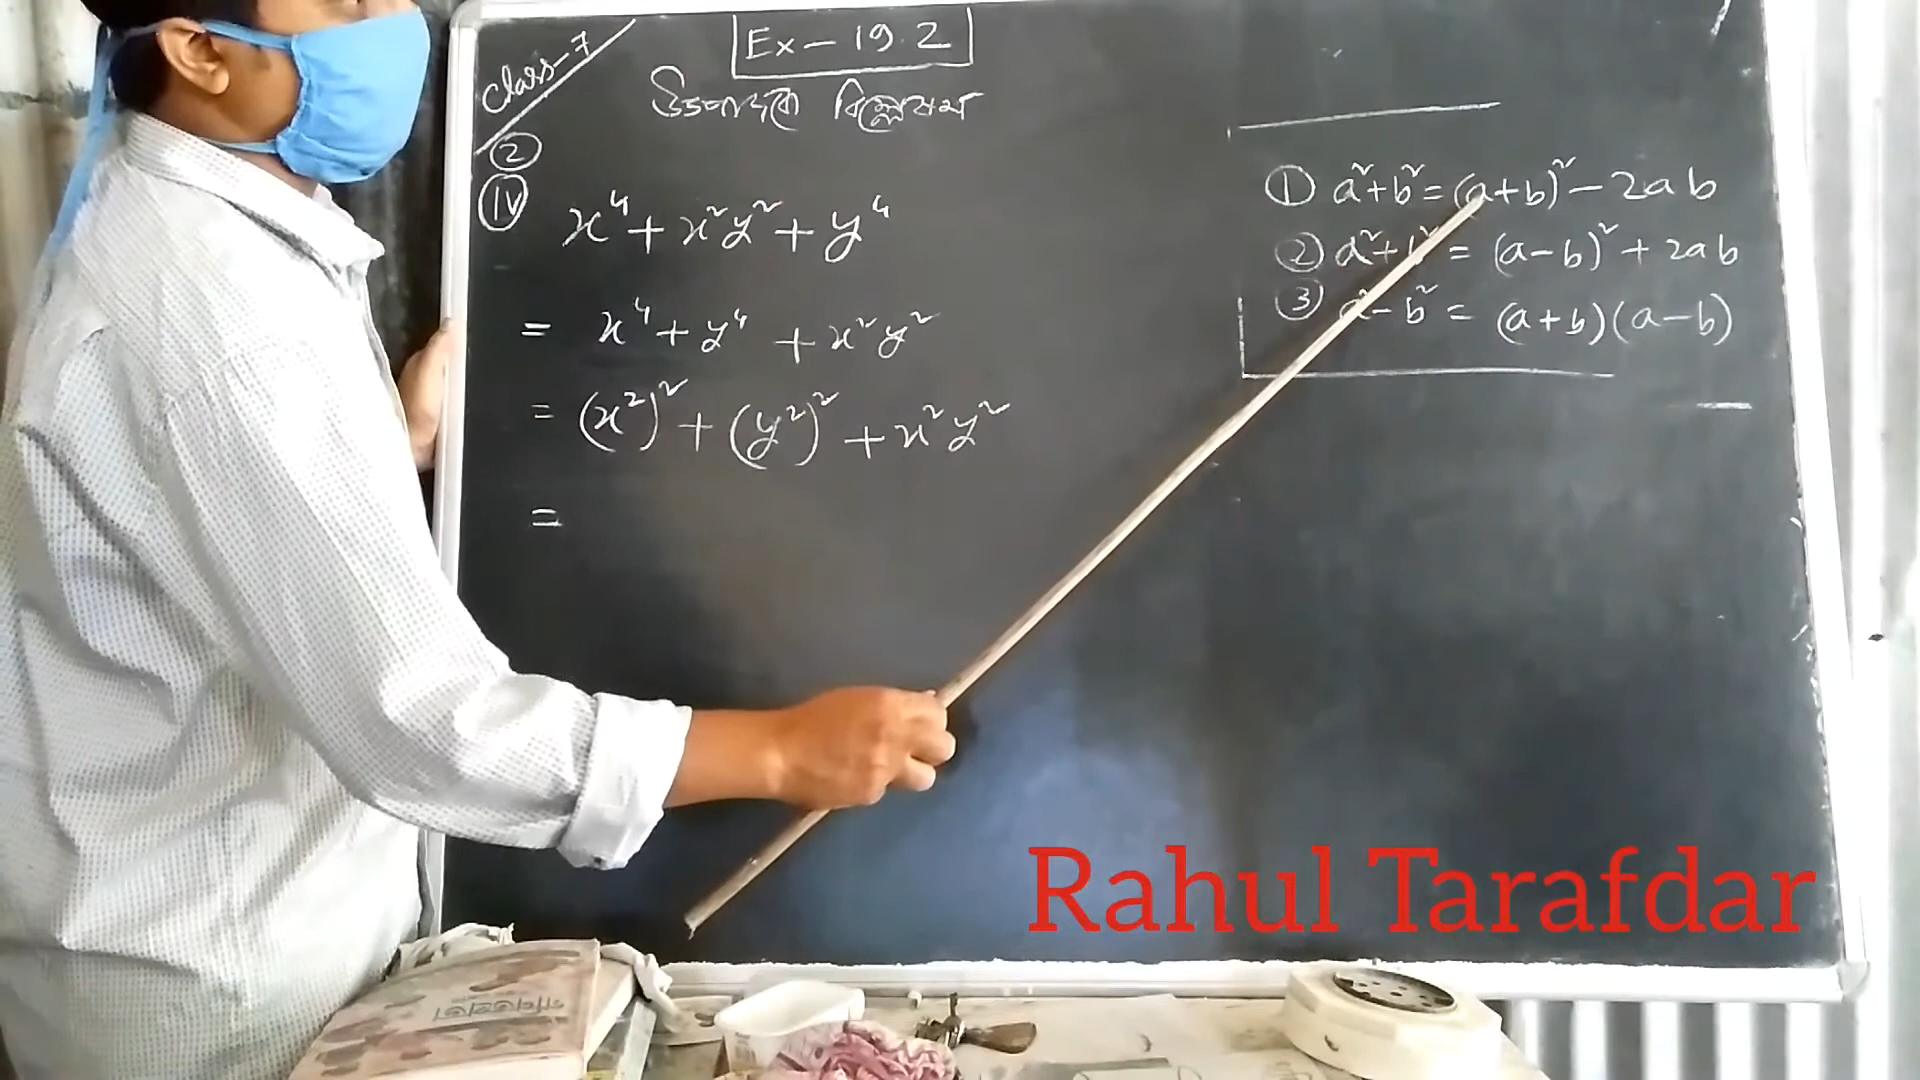 Class-7
Ex-19.2
উৎপাদকে বিশ্লেষণ
②
ⓘⓥ x⁴+x²y²+y⁴
= x⁴+y⁴ +x²y²
= (x²)²+(y²)²+x²y²
=
① a²+b²=(a+b)²-2ab
② a²+b² = (a-b)²+2ab
③ a²-b² = (a+b)(a-b)
Rahul Tarafdar